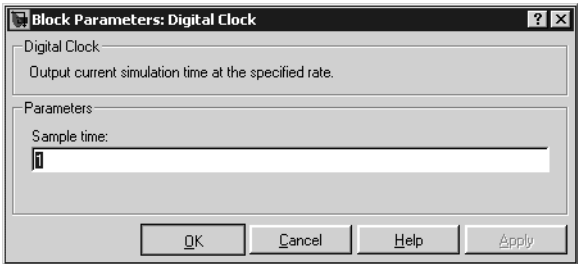 Block Parameters: Digital Clock
Digital Clock
Output current simulation time at the specified rate.
Parameters
Sample time:
1
OK Cancel Help Apply